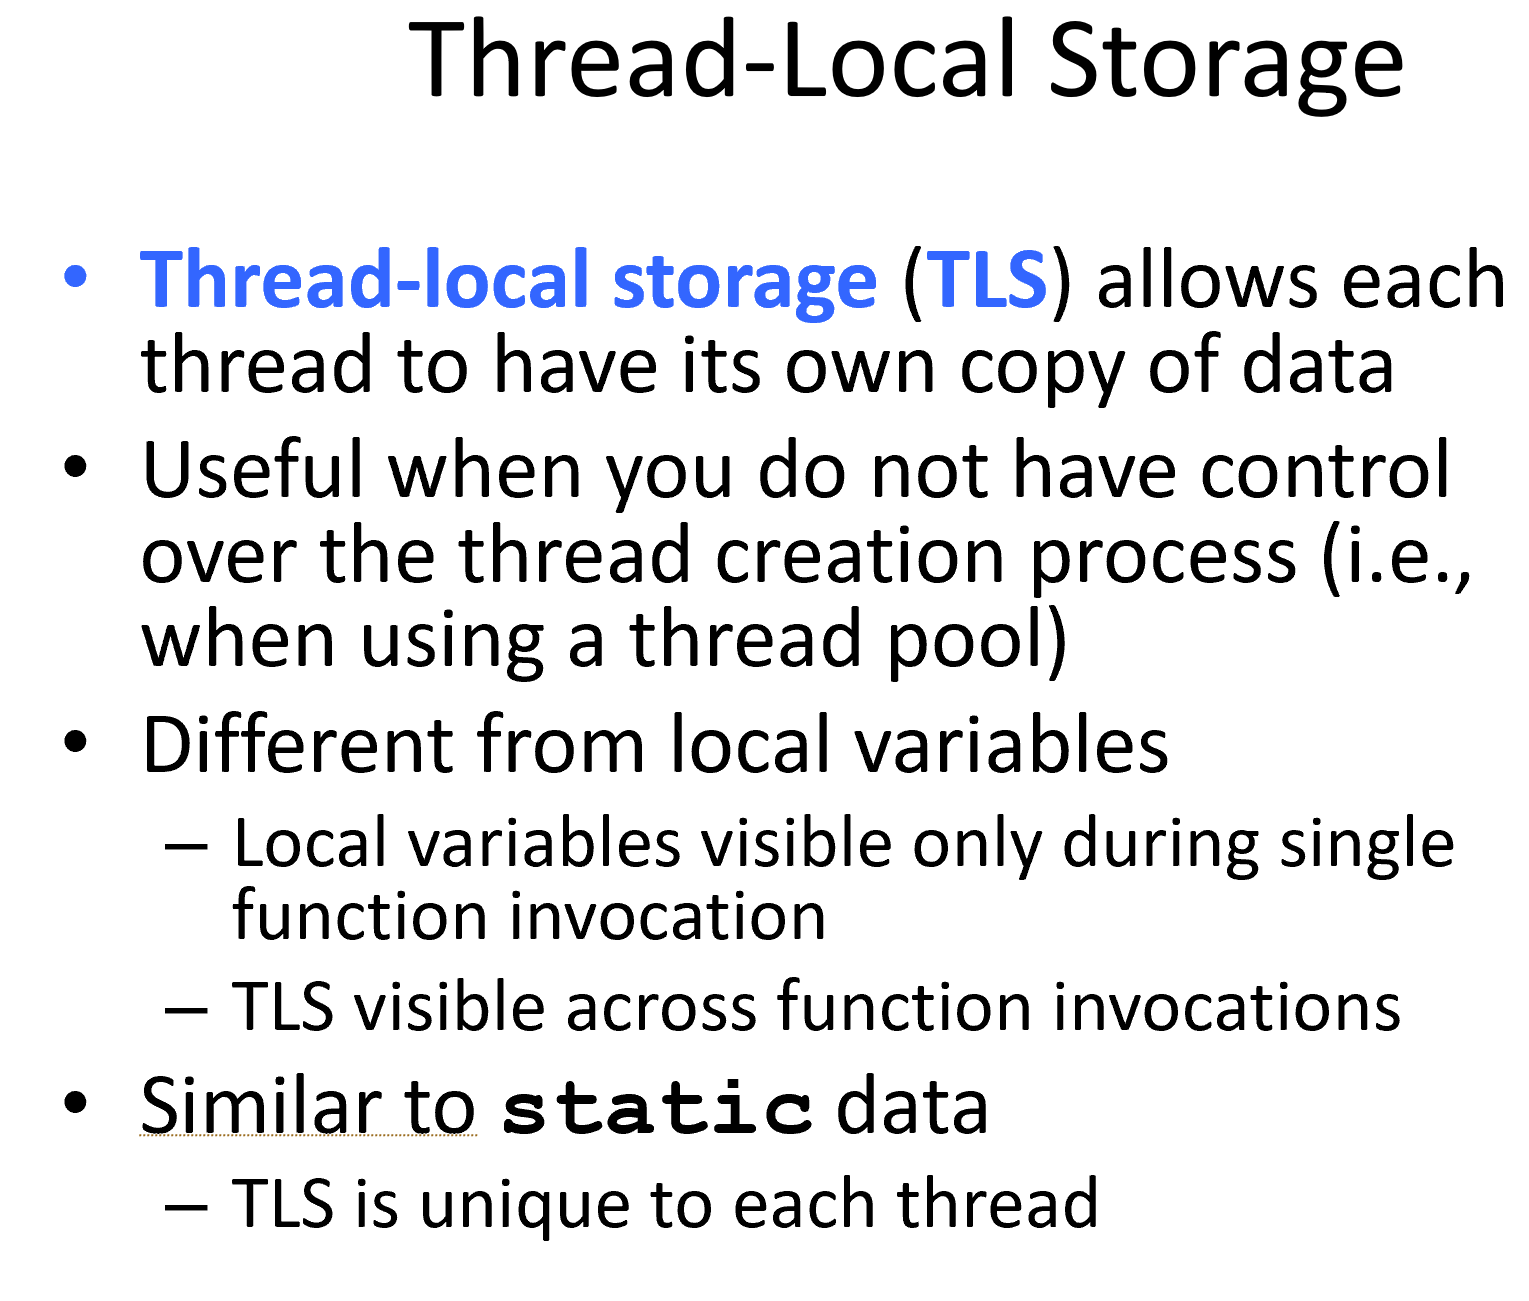 Thread-Local Storage
• Thread-local storage (TLS) allows each
thread to have its own copy of data
• Useful when you do not have control
over the thread creation process (i.e.,
when using a thread pool)
• Different from local variables
– Local variables visible only during single
function invocation
– TLS visible across function invocations
• Similar to static data
– TLS is unique to each thread